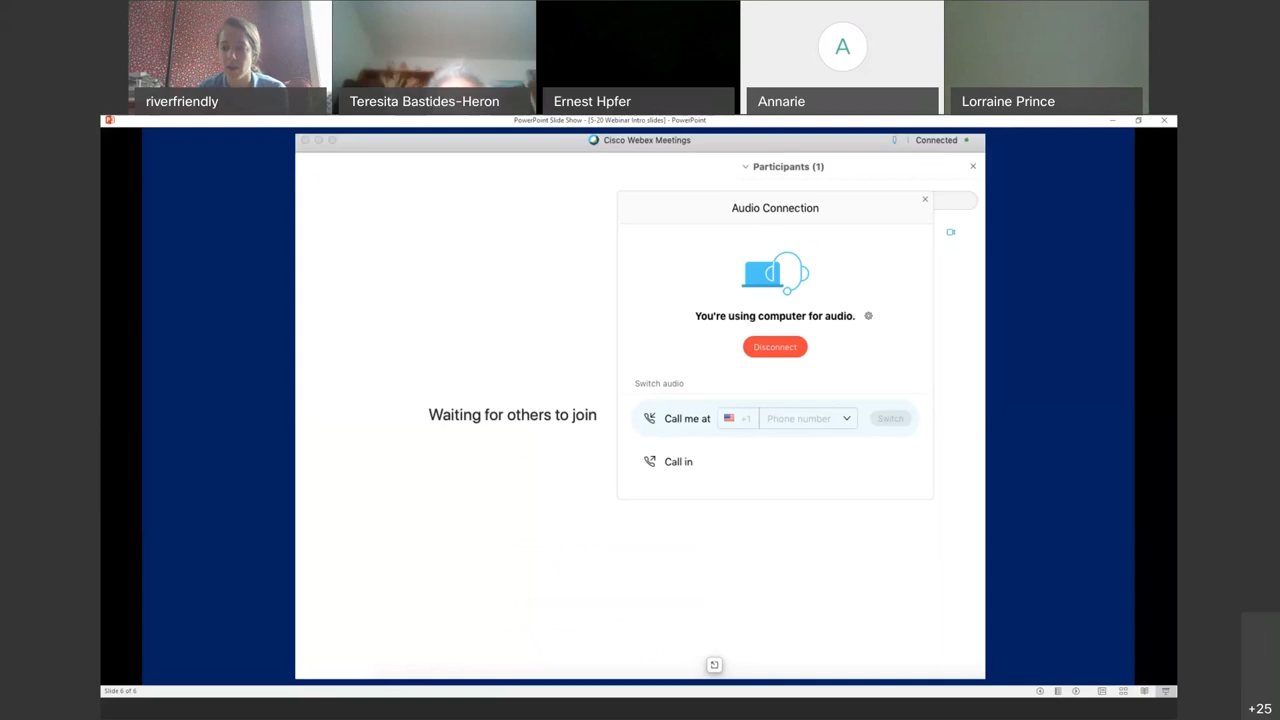 riverfriendly
Teresita Bastides-Heron
Ernest Hpfer
A
Annarie
Lorraine Prince
PowerPoint Slide Show - [5-20 Webinar Intro slides] - PowerPoint
Cisco Webex Meetings
Connected
Participants (1)
Audio Connection
You're using computer for audio.
Disconnect
Switch audio
Waiting for others to join
Call me at +1 Phone number Switch
Call in
Slide 6 of 6
+25